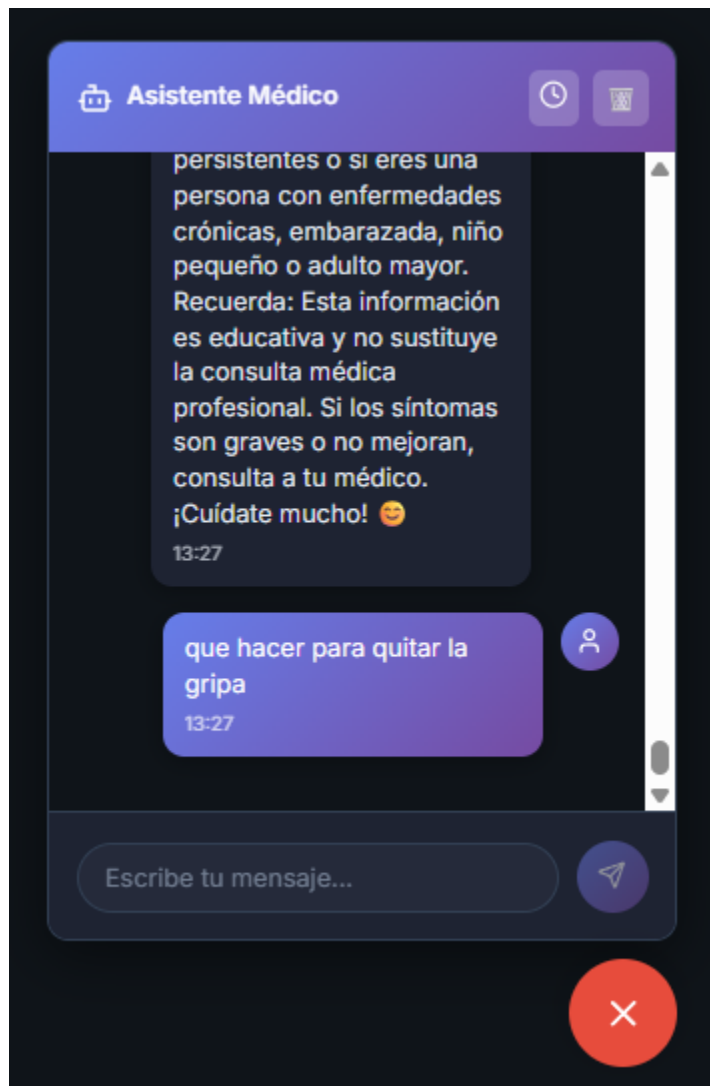 Asistente Médico
persistentes o si eres una
persona con enfermedades
crónicas, embarazada, niño
pequeño o adulto mayor.
Recuerda: Esta información
es educativa y no sustituye
la consulta médica
profesional. Si los síntomas
son graves o no mejoran,
consulta a tu médico.
¡Cuídate mucho! 😊
13:27
que hacer para quitar la
gripa
13:27
Escribe tu mensaje...